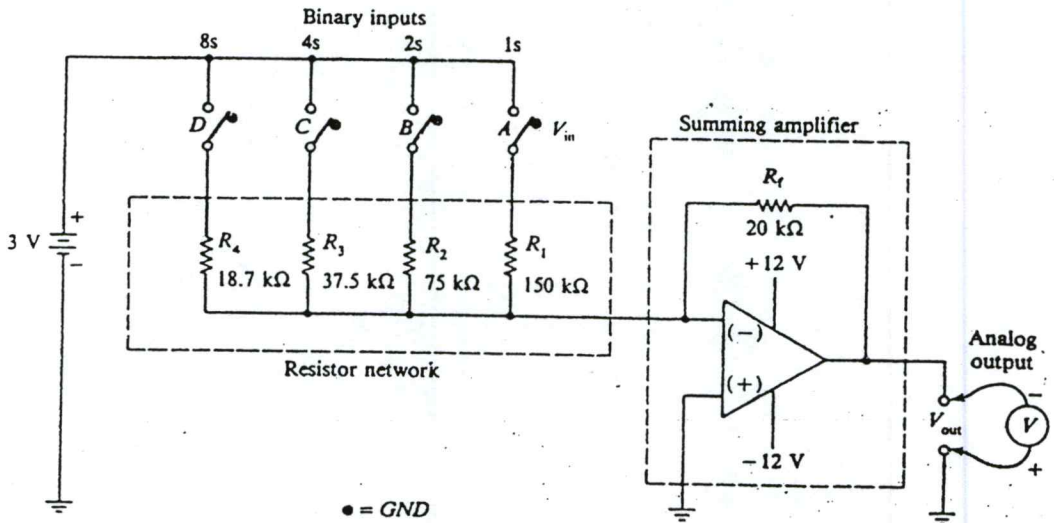 Binary inputs
8s 4s 2s 1s
D C B A V_in
Summing amplifier
R_f
20 kΩ
+
3 V
−
R_4 R_3 R_2 R_1
18.7 kΩ 37.5 kΩ 75 kΩ 150 kΩ
+12 V
(−)
(+)
−12 V
Resistor network
Analog
output
−
V_out V
+
● = GND